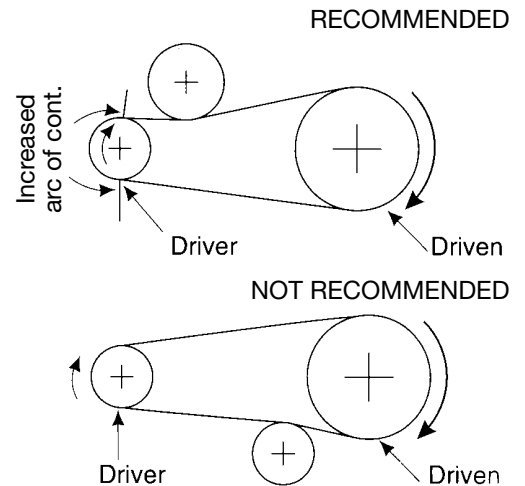 RECOMMENDED
Increased
arc of cont.
Driver
Driven
NOT RECOMMENDED
Driver
Driven